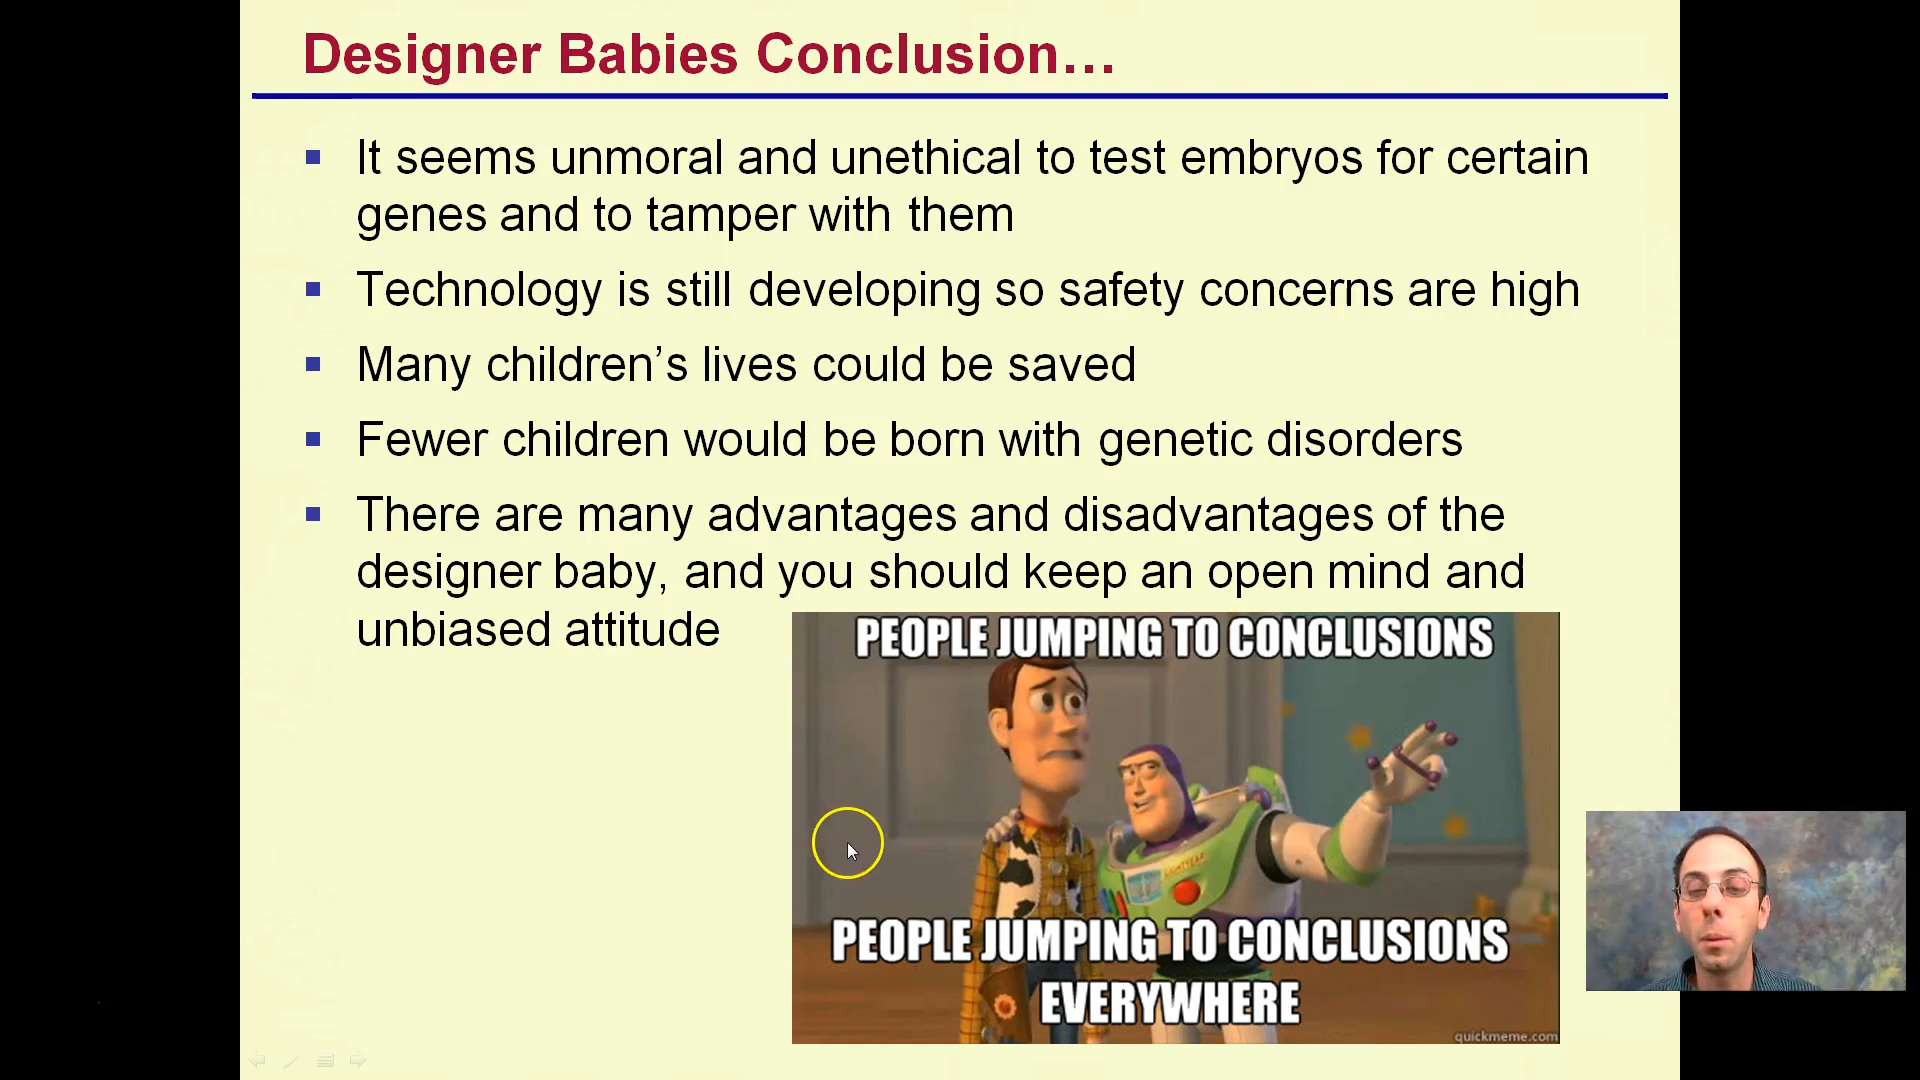 Designer Babies Conclusion…
It seems unmoral and unethical to test embryos for certain
genes and to tamper with them
Technology is still developing so safety concerns are high
Many children’s lives could be saved
Fewer children would be born with genetic disorders
There are many advantages and disadvantages of the
designer baby, and you should keep an open mind and
unbiased attitude
PEOPLE JUMPING TO CONCLUSIONS
LIGHTYEAR
PEOPLE JUMPING TO CONCLUSIONS
EVERYWHERE
quickmeme.com